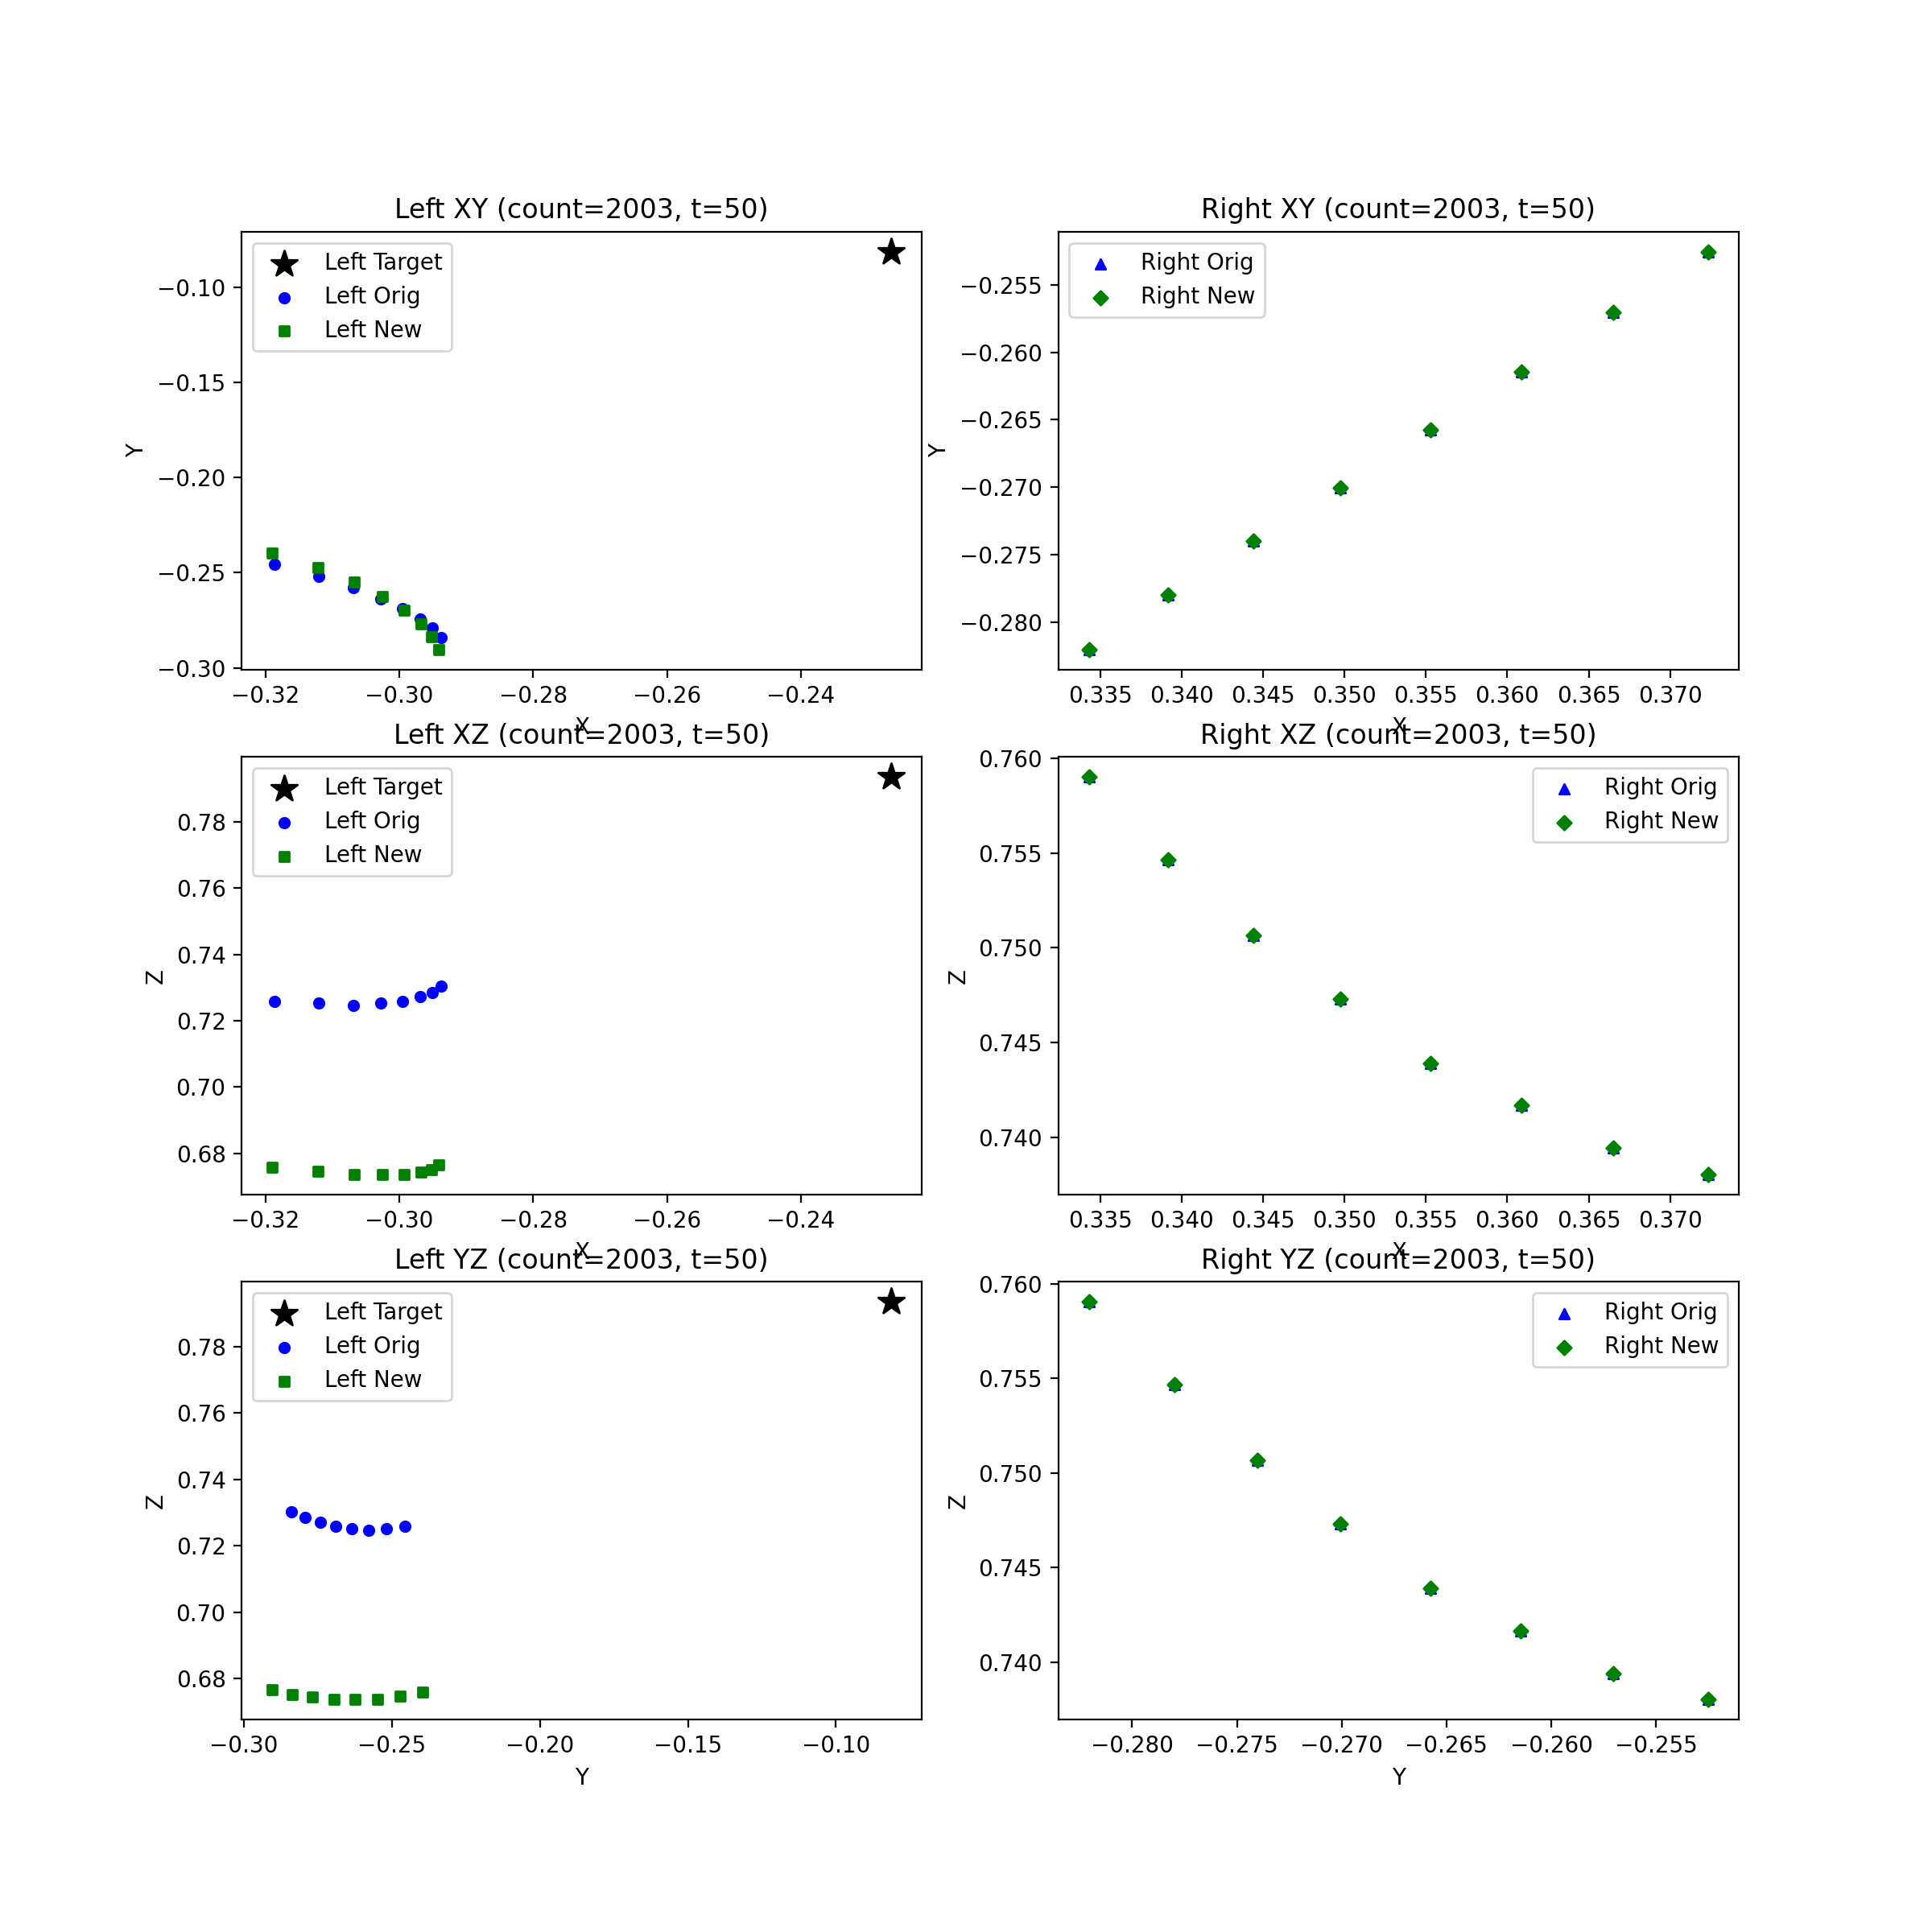 Left XY (count=2003, t=50)
Left Target
Left Orig
Left New
−0.10
−0.15
−0.20
−0.25
−0.30
Y
−0.32 −0.30 −0.28 −0.26 −0.24
X
Right XY (count=2003, t=50)
Right Orig
Right New
−0.255
−0.260
−0.265
−0.270
−0.275
−0.280
Y
0.335 0.340 0.345 0.350 0.355 0.360 0.365 0.370
X
Left XZ (count=2003, t=50)
Left Target
Left Orig
Left New
0.78
0.76
0.74
0.72
0.70
0.68
Z
−0.32 −0.30 −0.28 −0.26 −0.24
X
Right XZ (count=2003, t=50)
Right Orig
Right New
0.760
0.755
0.750
0.745
0.740
Z
0.335 0.340 0.345 0.350 0.355 0.360 0.365 0.370
X
Left YZ (count=2003, t=50)
Left Target
Left Orig
Left New
0.78
0.76
0.74
0.72
0.70
0.68
Z
−0.30 −0.25 −0.20 −0.15 −0.10
Y
Right YZ (count=2003, t=50)
Right Orig
Right New
0.760
0.755
0.750
0.745
0.740
Z
−0.280 −0.275 −0.270 −0.265 −0.260 −0.255
Y